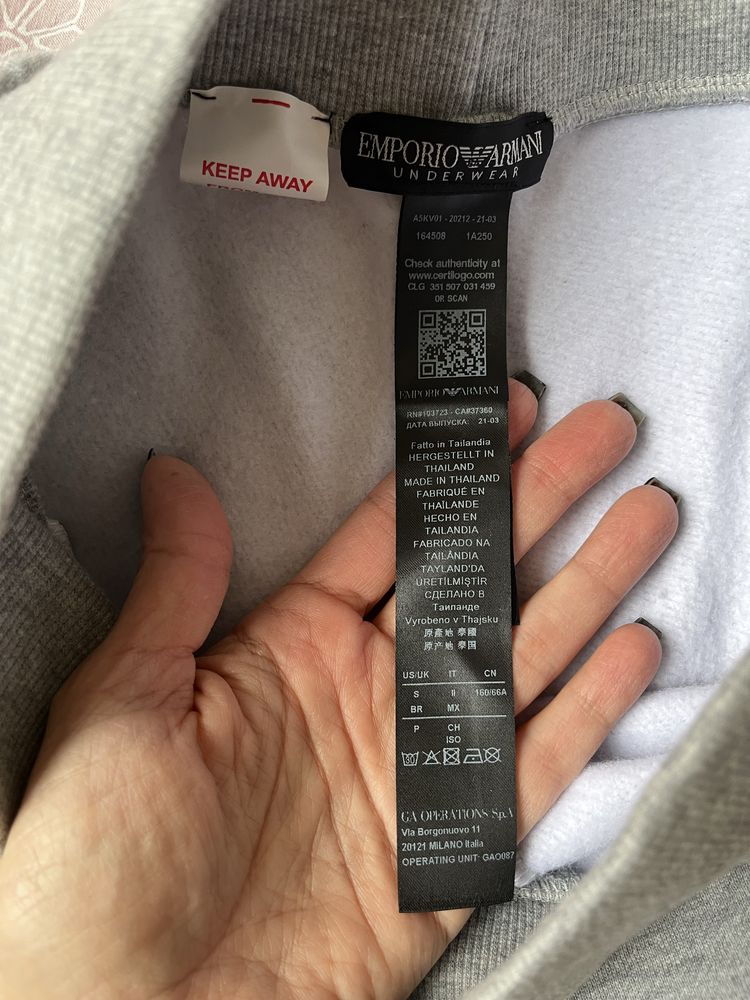 KEEP AWAY
EMPORIO ARMANI
UNDERWEAR
A5KV01 - 20212 - 21-03
164508 1A250
Check authenticity at
www.certilogo.com
CLG 351 507 031 459
OR SCAN
EMPORIO ARMANI
RN#103723 - CA#37360
ДАТА ВЫПУСКА: 21-03
Fatto in Tailandia
HERGESTELLT IN
THAILAND
MADE IN THAILAND
FABRIQUÉ EN
THAÏLANDE
HECHO EN
TAILANDIA
FABRICADO NA
TAILÂNDIA
TAYLAND'DA
ÜRETİLMİŞTİR
СДЕЛАНО В
Таиланде
Vyrobeno v Thajsku
原產地 泰國
原产地 泰国
US/UK IT CN
S II 160/66A
BR MX
P CH
ISO
30
GA OPERATIONS S.p.A
Via Borgonuovo 11
20121 MILANO Italia
OPERATING UNIT: GAO087